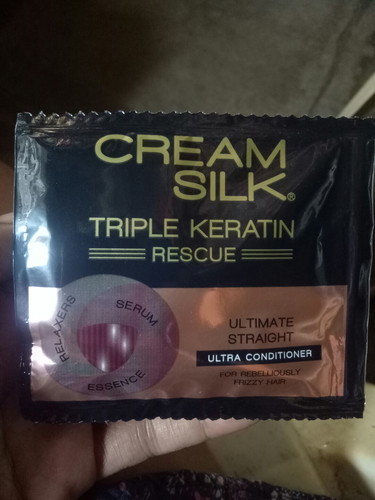 CREAM
SILK®
TRIPLE KERATIN
RESCUE
RELAXERS
SERUM
ESSENCE
ULTIMATE
STRAIGHT
ULTRA CONDITIONER
FOR REBELLIOUSLY
FRIZZY HAIR